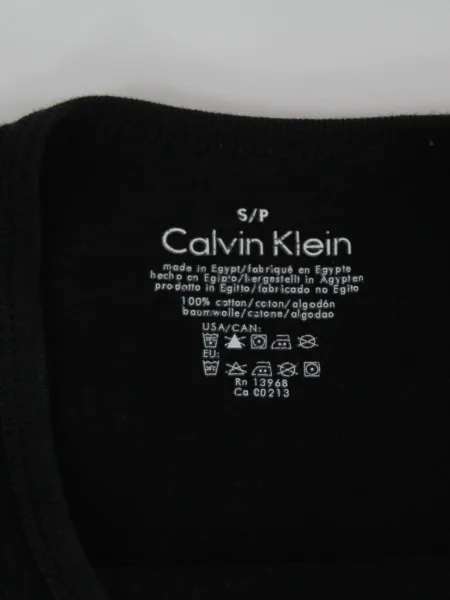 S/P
Calvin Klein
made in Egypt/fabriqué en Egypte
hecho en Egipto/hergestellt in Ägypten
prodotto in Egitto/fabricado no Egito
100% cotton/coton/algodón
baumwolle/cotone/algodao
USA/CAN:
EU:
Rn 13968
Ca 00213